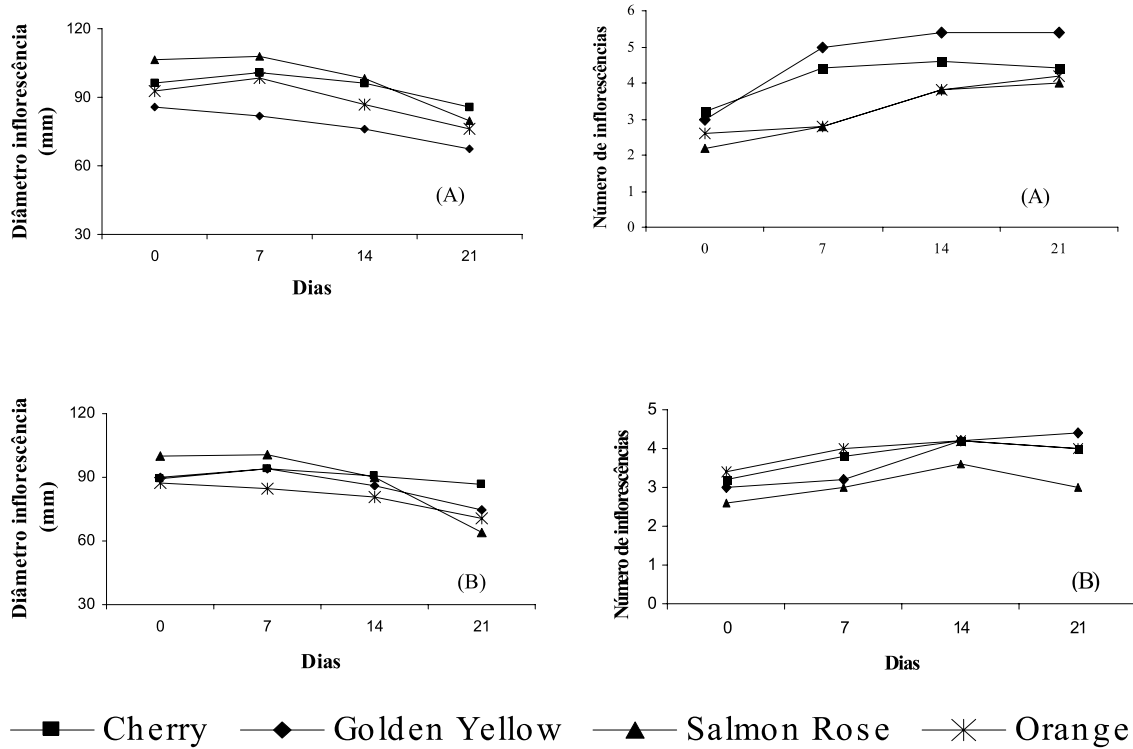 Diâmetro inflorescência
(mm)
120
90
60
30
(A)
0 7 14 21
Dias
Número de inflorescências
6
5
4
3
2
1
0
(A)
0 7 14 21
Diâmetro inflorescência
(mm)
120
90
60
30
(B)
0 7 14 21
Dias
Número de inflorescências
5
4
3
2
1
0
(B)
0 7 14 21
Dias
Cherry Golden Yellow Salmon Rose Orange